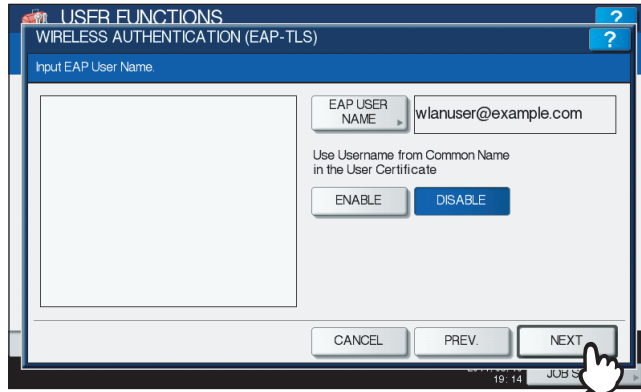 USER FUNCTIONS
?
WIRELESS AUTHENTICATION (EAP-TLS)
?
Input EAP User Name.
EAP USER
NAME
wlanuser@example.com
Use Username from Common Name
in the User Certificate
ENABLE
DISABLE
CANCEL
PREV.
NEXT
19: 14
JOB S